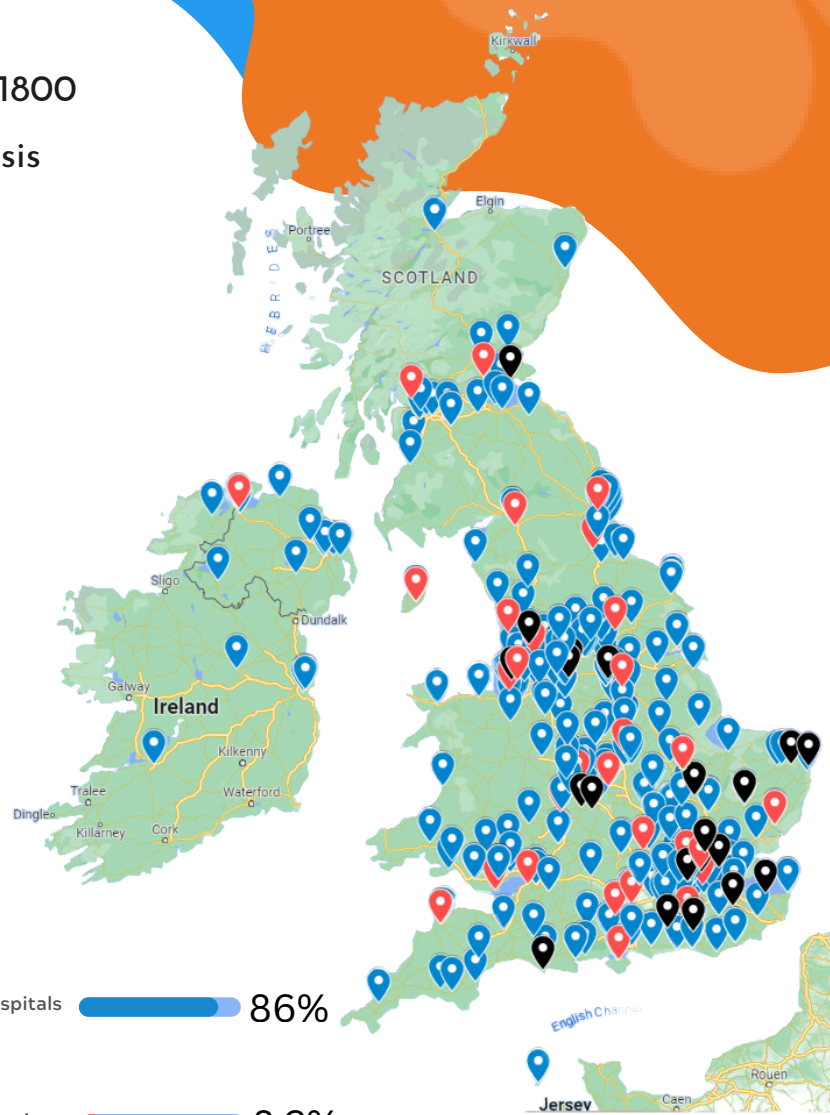 Kirkwall
1800
sis
Elgin
Portree
HEBRIDES
SCOTLAND
Sligo
Dundalk
Galway
Ireland
Kilkenny
Tralee
Waterford
Dingle
Killarney
Cork
spitals
86%
English Channel
Rouen
Caen
Jersey